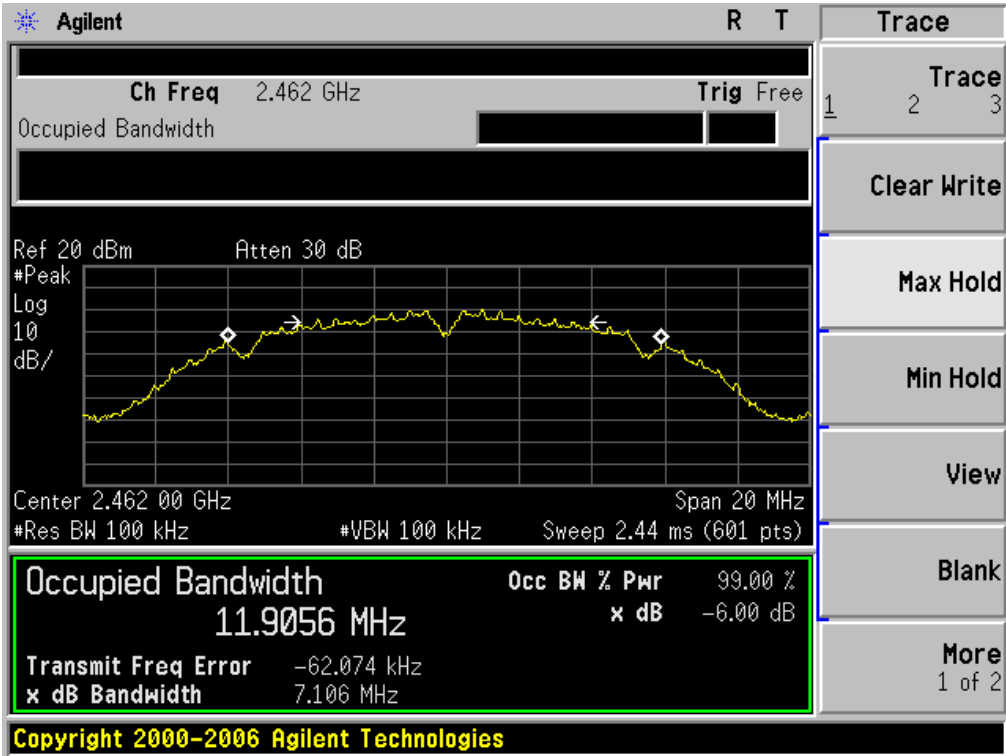 Agilent R T
Ch Freq 2.462 GHz Trig Free
Occupied Bandwidth
Ref 20 dBm Atten 30 dB
#Peak
Log
10
dB/
Center 2.462 00 GHz Span 20 MHz
#Res BW 100 kHz #VBW 100 kHz Sweep 2.44 ms (601 pts)
Occupied Bandwidth
11.9056 MHz
Occ BW % Pwr 99.00 %
x dB -6.00 dB
Transmit Freq Error -62.074 kHz
x dB Bandwidth 7.106 MHz
Copyright 2000-2006 Agilent Technologies
Trace
Trace
1 2 3
Clear Write
Max Hold
Min Hold
View
Blank
More
1 of 2